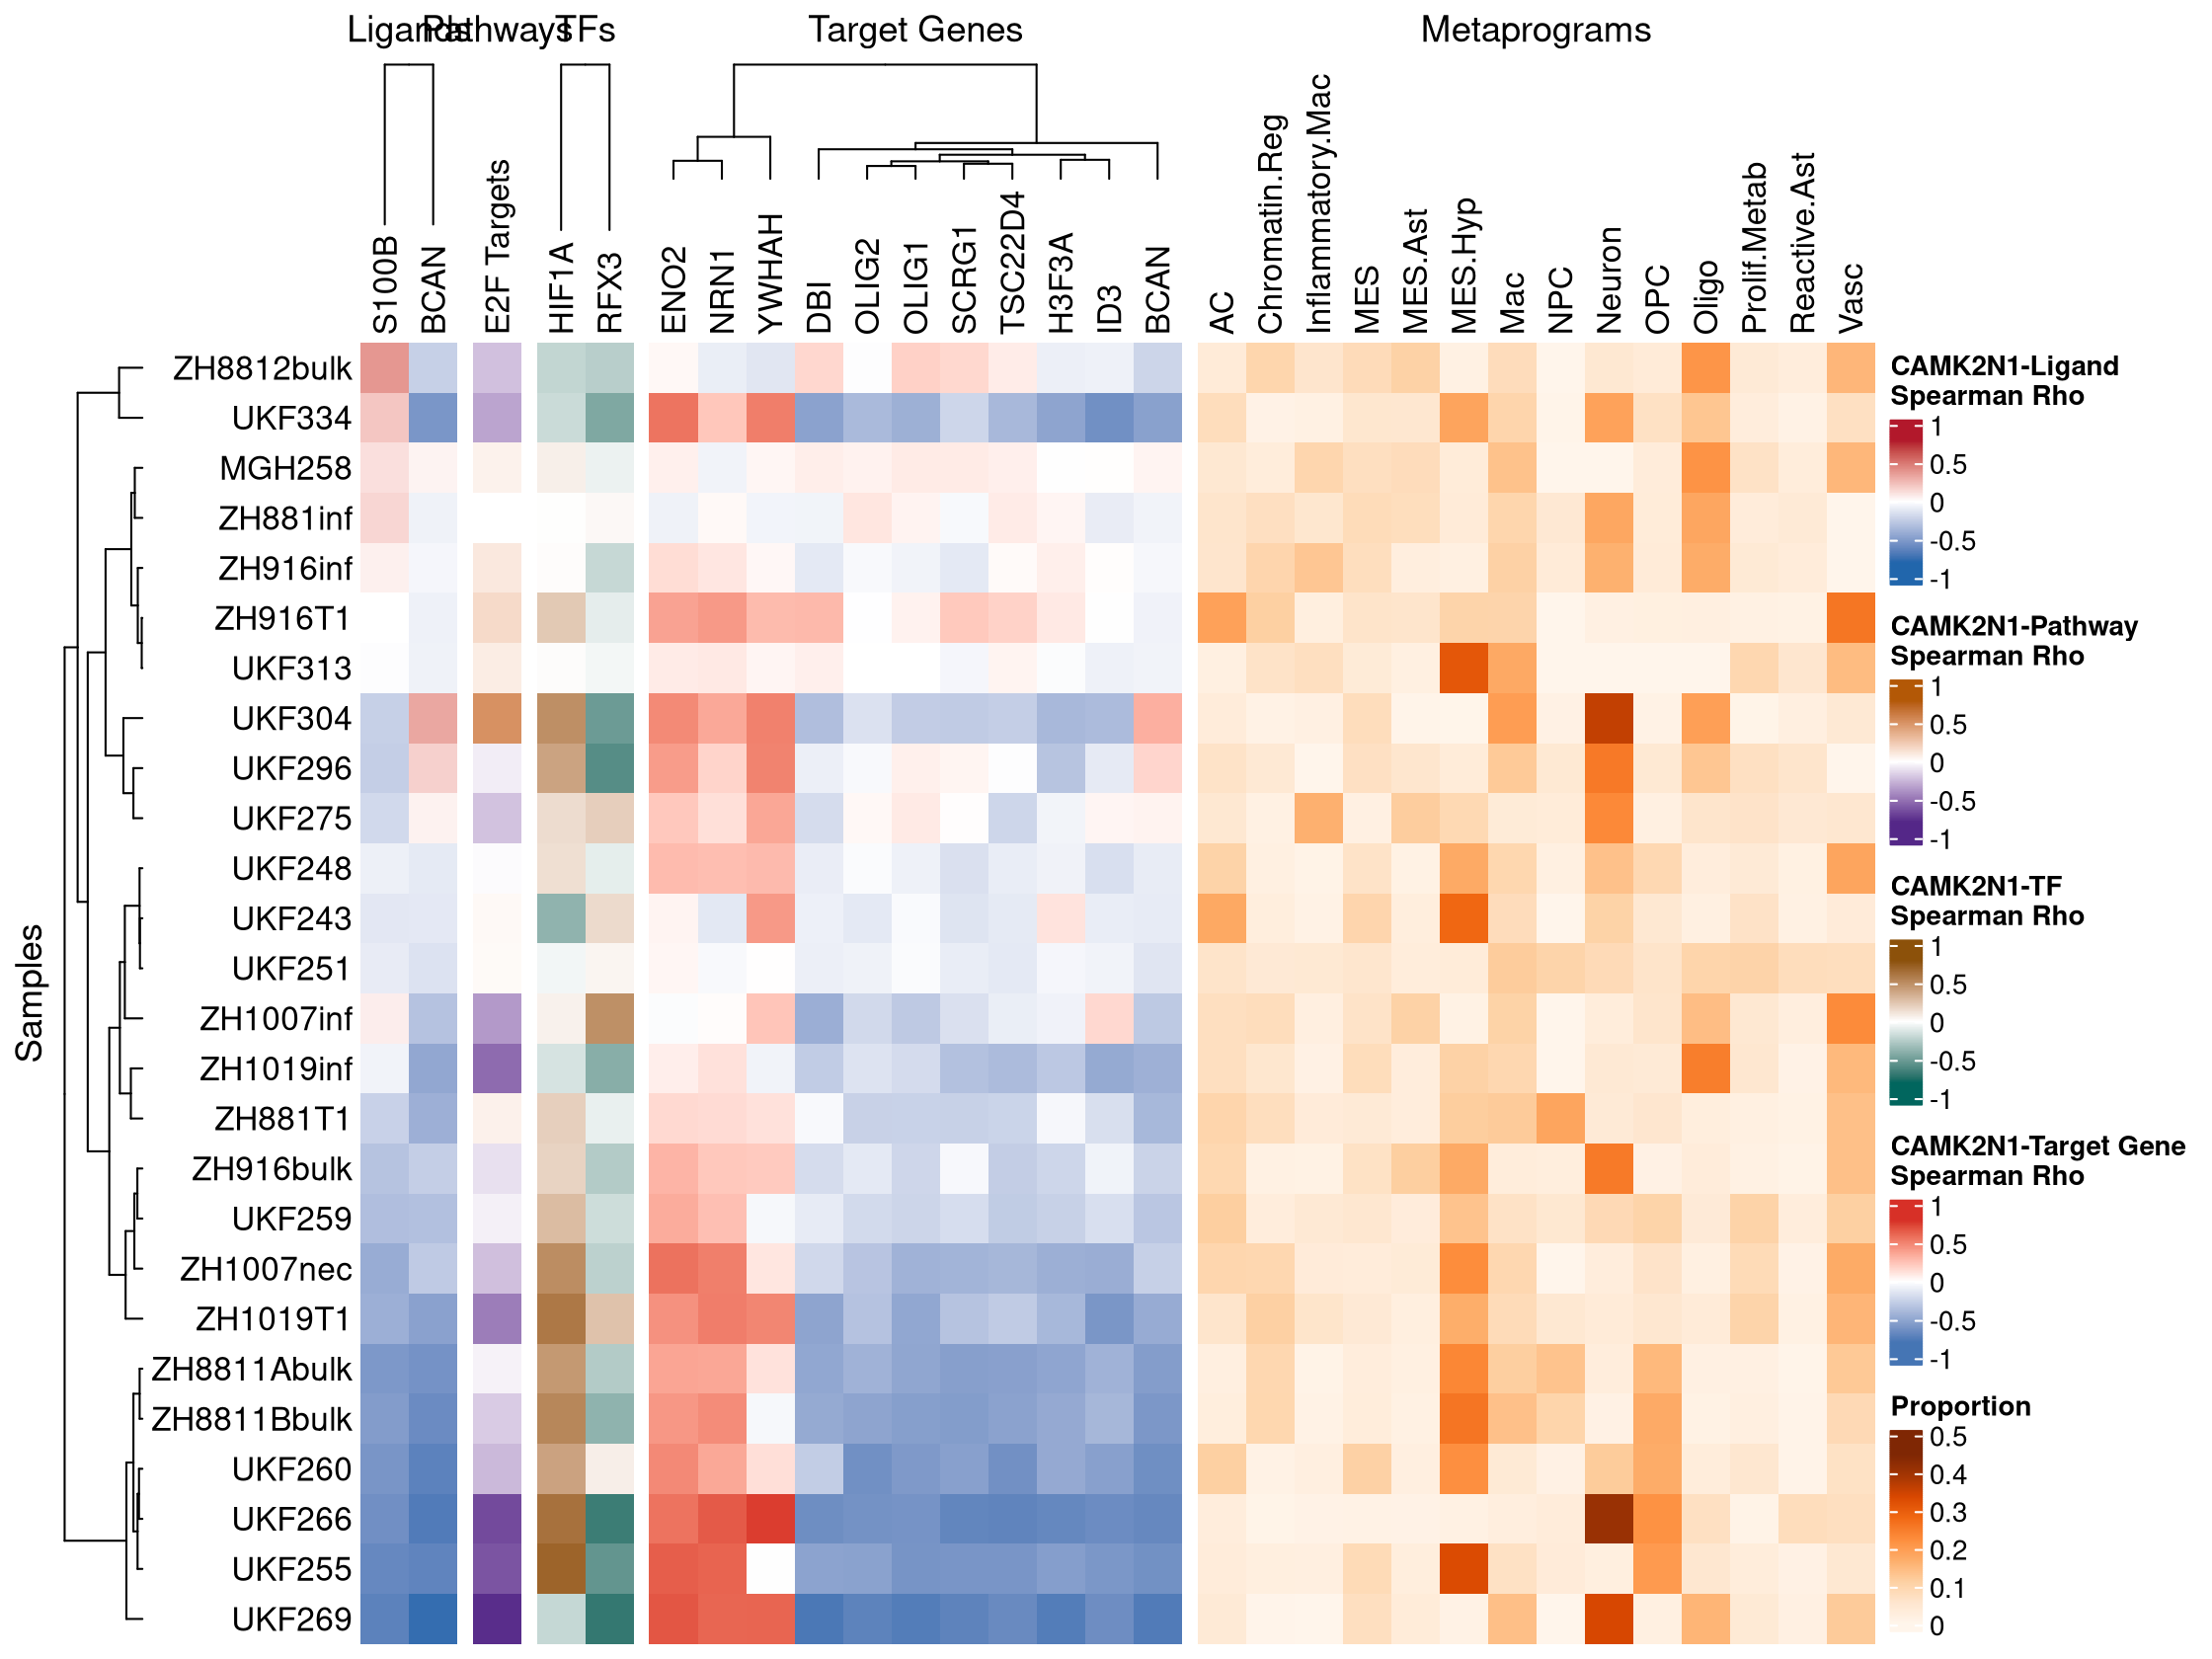 Ligands
Pathways
TFs
Target Genes
Metaprograms
S100B
BCAN
E2F Targets
HIF1A
RFX3
ENO2
NRN1
YWHAH
DBI
OLIG2
OLIG1
SCRG1
TSC22D4
H3F3A
ID3
BCAN
AC
Chromatin.Reg
Inflammatory.Mac
MES
MES.Ast
MES.Hyp
Mac
NPC
Neuron
OPC
Oligo
Prolif.Metab
Reactive.Ast
Vasc
Samples
ZH8812bulk
UKF334
MGH258
ZH881inf
ZH916inf
ZH916T1
UKF313
UKF304
UKF296
UKF275
UKF248
UKF243
UKF251
ZH1007inf
ZH1019inf
ZH881T1
ZH916bulk
UKF259
ZH1007nec
ZH1019T1
ZH8811Abulk
ZH8811Bbulk
UKF260
UKF266
UKF255
UKF269
CAMK2N1-Ligand
Spearman Rho
1
0.5
0
-0.5
-1
CAMK2N1-Pathway
Spearman Rho
1
0.5
0
-0.5
-1
CAMK2N1-TF
Spearman Rho
1
0.5
0
-0.5
-1
CAMK2N1-Target Gene
Spearman Rho
1
0.5
0
-0.5
-1
Proportion
0.5
0.4
0.3
0.2
0.1
0